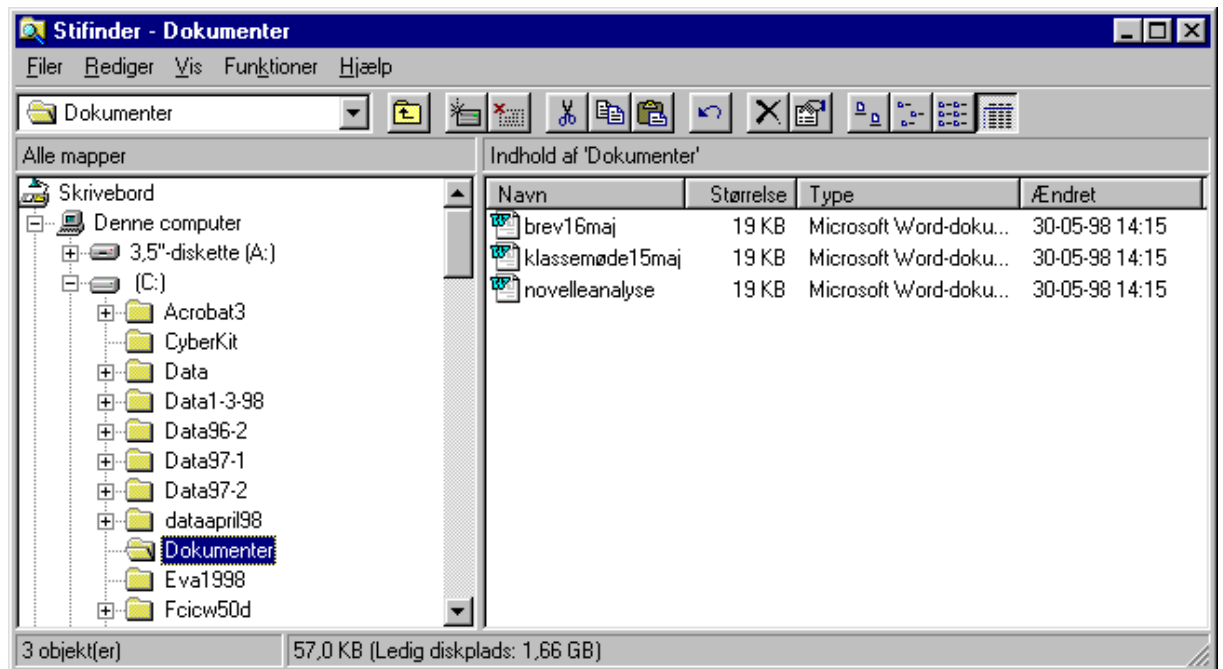 Stifinder - Dokumenter
Filer Rediger Vis Funktioner Hjælp
Dokumenter
Alle mapper
Indhold af 'Dokumenter'
Skrivebord
Denne computer
3,5"-diskette (A:)
(C:)
Acrobat3
CyberKit
Data
Data1-3-98
Data96-2
Data97-1
Data97-2
dataapril98
Dokumenter
Eva1998
Fcicw50d
Navn Størrelse Type Ændret
brev16maj 19 KB Microsoft Word-doku... 30-05-98 14:15
klassemøde15maj 19 KB Microsoft Word-doku... 30-05-98 14:15
novelleanalyse 19 KB Microsoft Word-doku... 30-05-98 14:15
3 objekt(er) 57,0 KB (Ledig diskplads: 1,66 GB)